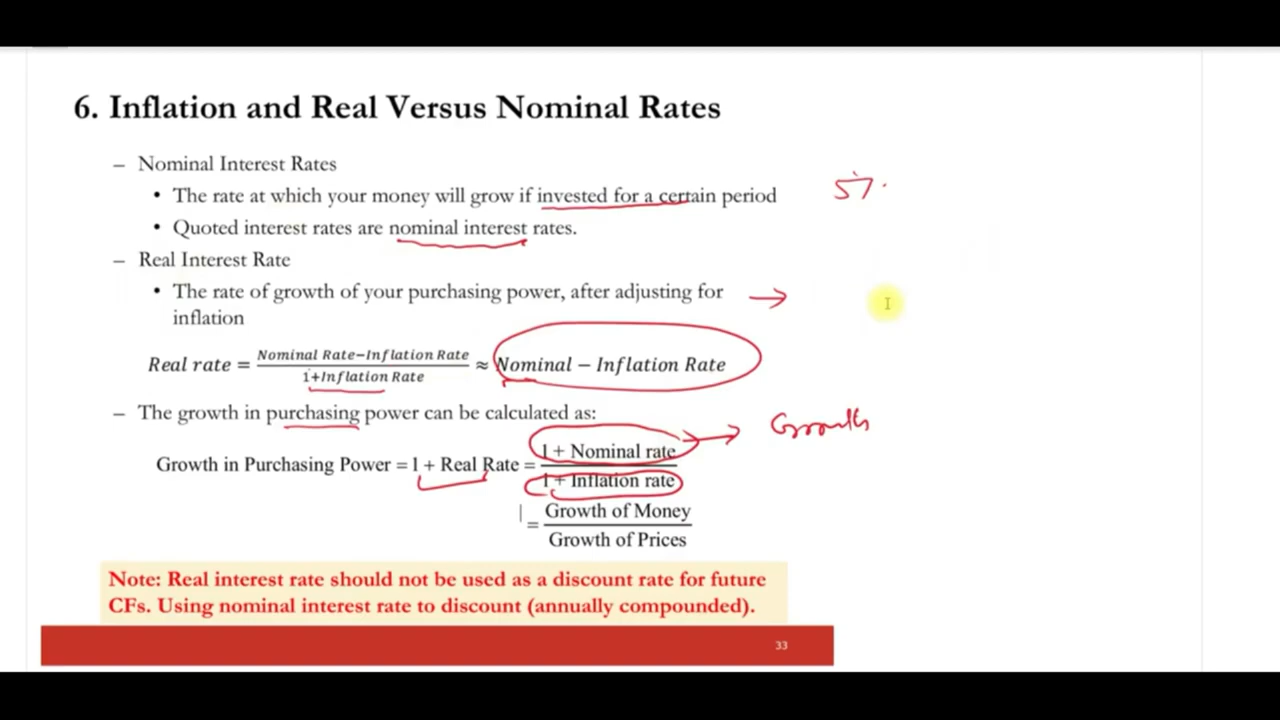 6. Inflation and Real Versus Nominal Rates
– Nominal Interest Rates
• The rate at which your money will grow if invested for a certain period
5%.
• Quoted interest rates are nominal interest rates.
– Real Interest Rate
• The rate of growth of your purchasing power, after adjusting for
inflation
Real rate = (Nominal Rate−Inflation Rate)/(1+Inflation Rate) ≈ Nominal − Inflation Rate
– The growth in purchasing power can be calculated as:
Growth
Growth in Purchasing Power = 1 + Real Rate = (1 + Nominal rate)/(1 + Inflation rate)
= Growth of Money/Growth of Prices
Note: Real interest rate should not be used as a discount rate for future
CFs. Using nominal interest rate to discount (annually compounded).
33